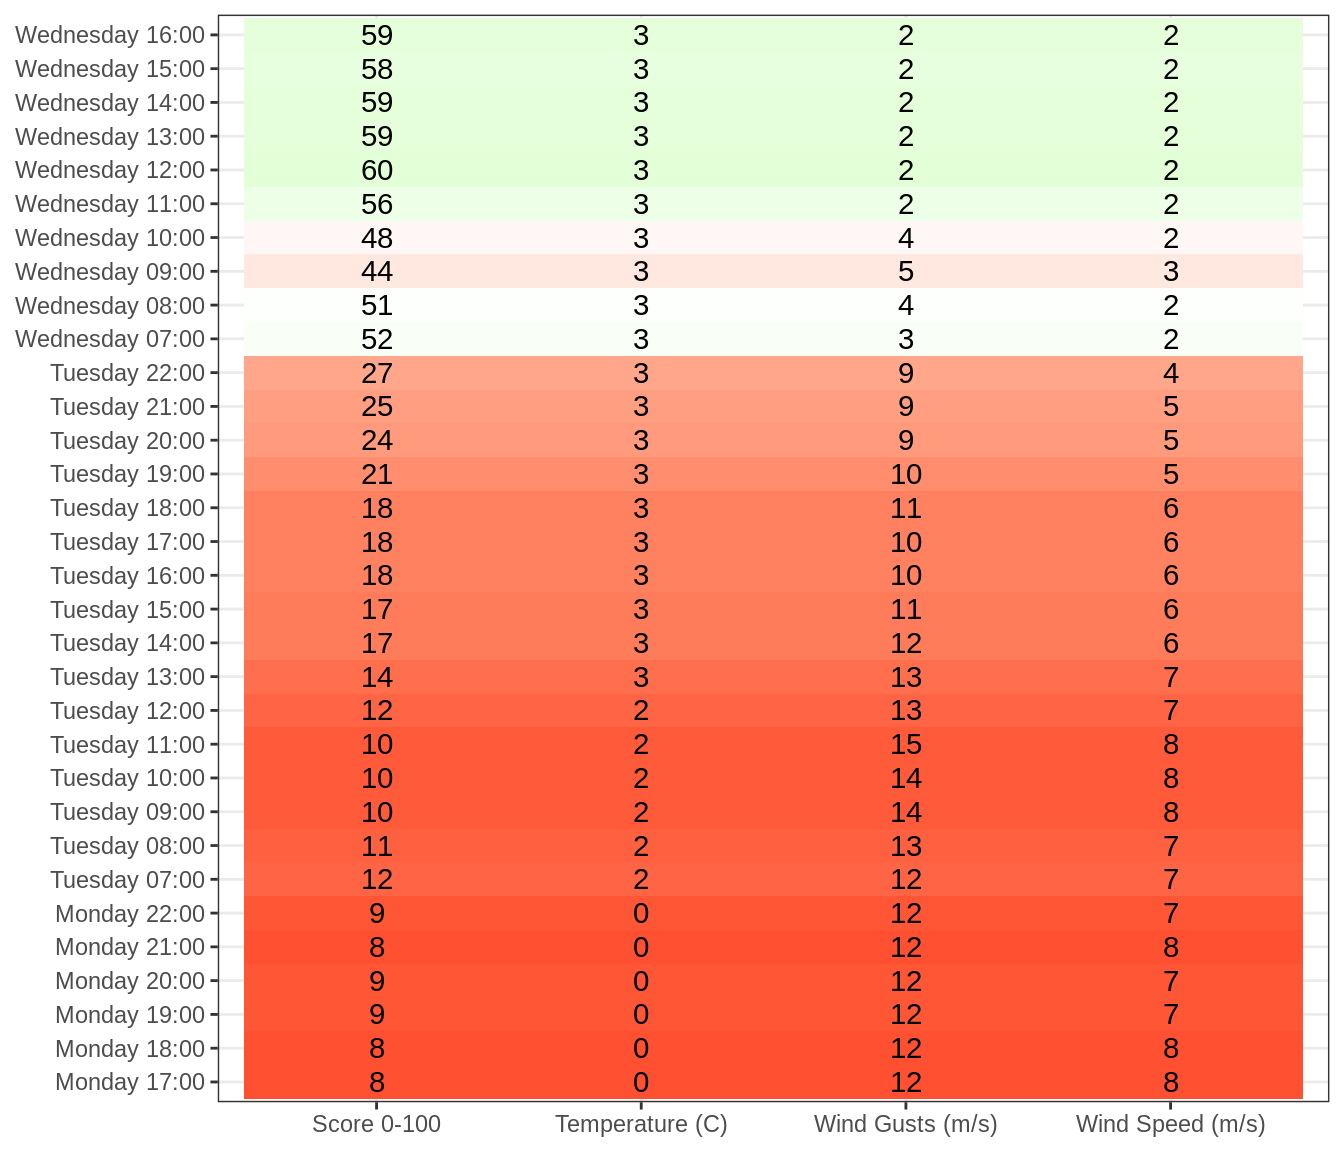 Wednesday 16:00 59 3 2 2
Wednesday 15:00 58 3 2 2
Wednesday 14:00 59 3 2 2
Wednesday 13:00 59 3 2 2
Wednesday 12:00 60 3 2 2
Wednesday 11:00 56 3 2 2
Wednesday 10:00 48 3 4 2
Wednesday 09:00 44 3 5 3
Wednesday 08:00 51 3 4 2
Wednesday 07:00 52 3 3 2
Tuesday 22:00 27 3 9 4
Tuesday 21:00 25 3 9 5
Tuesday 20:00 24 3 9 5
Tuesday 19:00 21 3 10 5
Tuesday 18:00 18 3 11 6
Tuesday 17:00 18 3 10 6
Tuesday 16:00 18 3 10 6
Tuesday 15:00 17 3 11 6
Tuesday 14:00 17 3 12 6
Tuesday 13:00 14 3 13 7
Tuesday 12:00 12 2 13 7
Tuesday 11:00 10 2 15 8
Tuesday 10:00 10 2 14 8
Tuesday 09:00 10 2 14 8
Tuesday 08:00 11 2 13 7
Tuesday 07:00 12 2 12 7
Monday 22:00 9 0 12 7
Monday 21:00 8 0 12 8
Monday 20:00 9 0 12 7
Monday 19:00 9 0 12 7
Monday 18:00 8 0 12 8
Monday 17:00 8 0 12 8
Score 0-100 Temperature (C) Wind Gusts (m/s) Wind Speed (m/s)